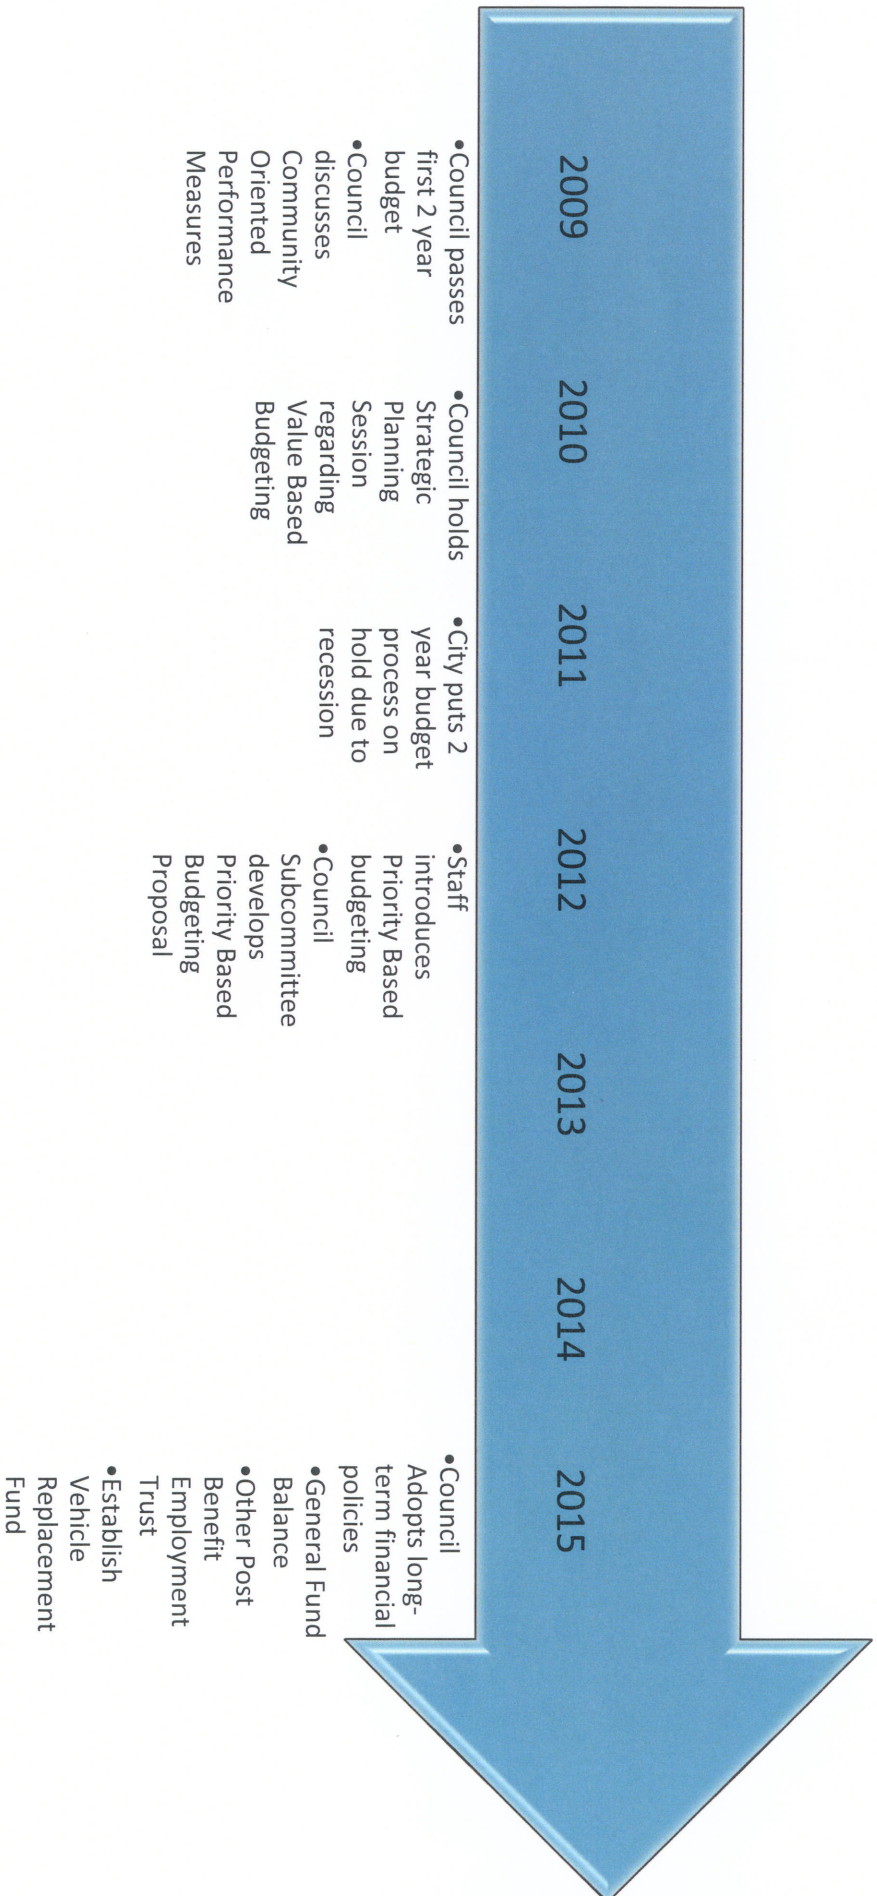 2009
2010
2011
2012
2013
2014
2015
•Council passes
first 2 year
budget
•Council
discusses
Community
Oriented
Performance
Measures
•Council holds
Strategic
Planning
Session
regarding
Value Based
Budgeting
•City puts 2
year budget
process on
hold due to
recession
•Staff
introduces
Priority Based
budgeting
•Council
Subcommittee
develops
Priority Based
Budgeting
Proposal
•Council
Adopts long-
term financial
policies
•General Fund
Balance
•Other Post
Benefit
Employment
Trust
•Establish
Vehicle
Replacement
Fund